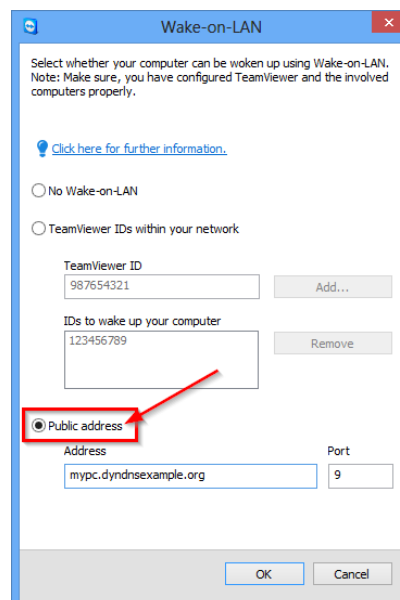 Wake-on-LAN
Select whether your computer can be woken up using Wake-on-LAN.
Note: Make sure, you have configured TeamViewer and the involved
computers properly.
Click here for further information.
No Wake-on-LAN
TeamViewer IDs within your network
TeamViewer ID
987654321
Add...
IDs to wake up your computer
123456789
Remove
Public address
Address
Port
mypc.dyndnsexample.org
9
OK
Cancel